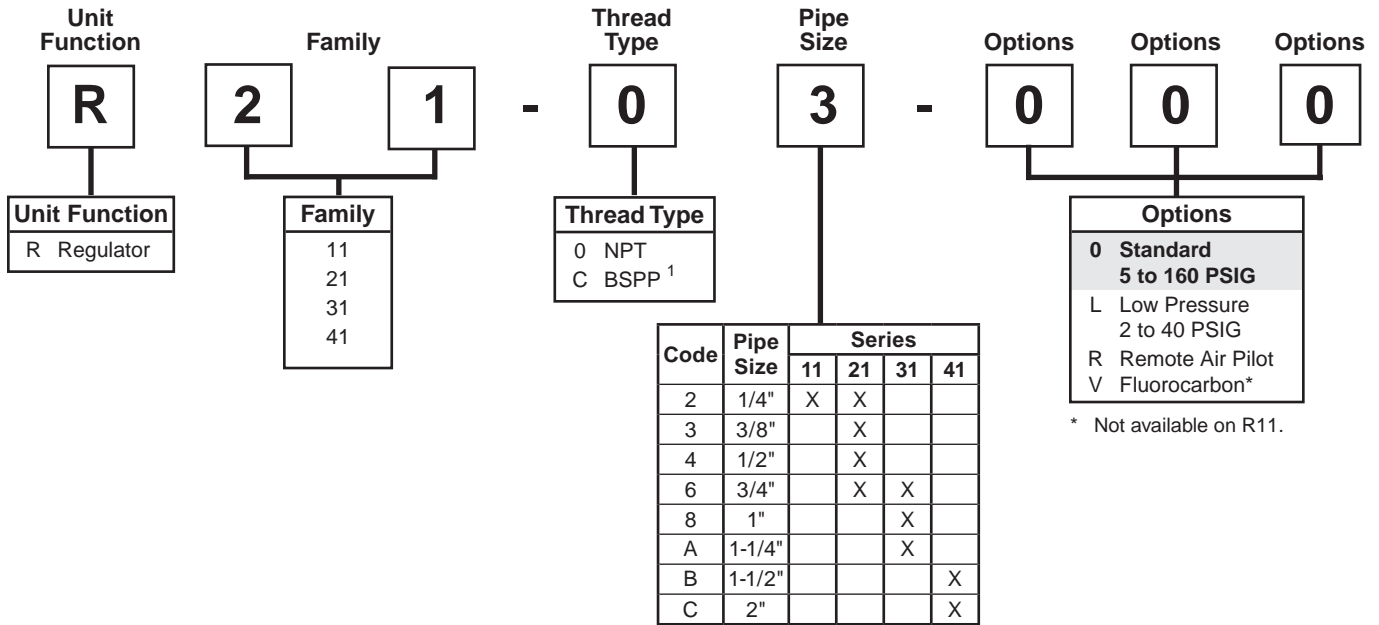 Unit Function
Family
Thread Type
Pipe Size
Options
Options
Options
R 2 1 - 0 3 - 0 0 0
Unit Function
R Regulator
Family
11
21
31
41
Thread Type
0 NPT
C BSPP 1
Options
0 Standard
5 to 160 PSIG
L Low Pressure
2 to 40 PSIG
R Remote Air Pilot
V Fluorocarbon*
* Not available on R11.
Code Pipe Size Series
11 21 31 41
2 1/4" X X
3 3/8" X
4 1/2" X
6 3/4" X X
8 1" X
A 1-1/4" X
B 1-1/2" X
C 2" X